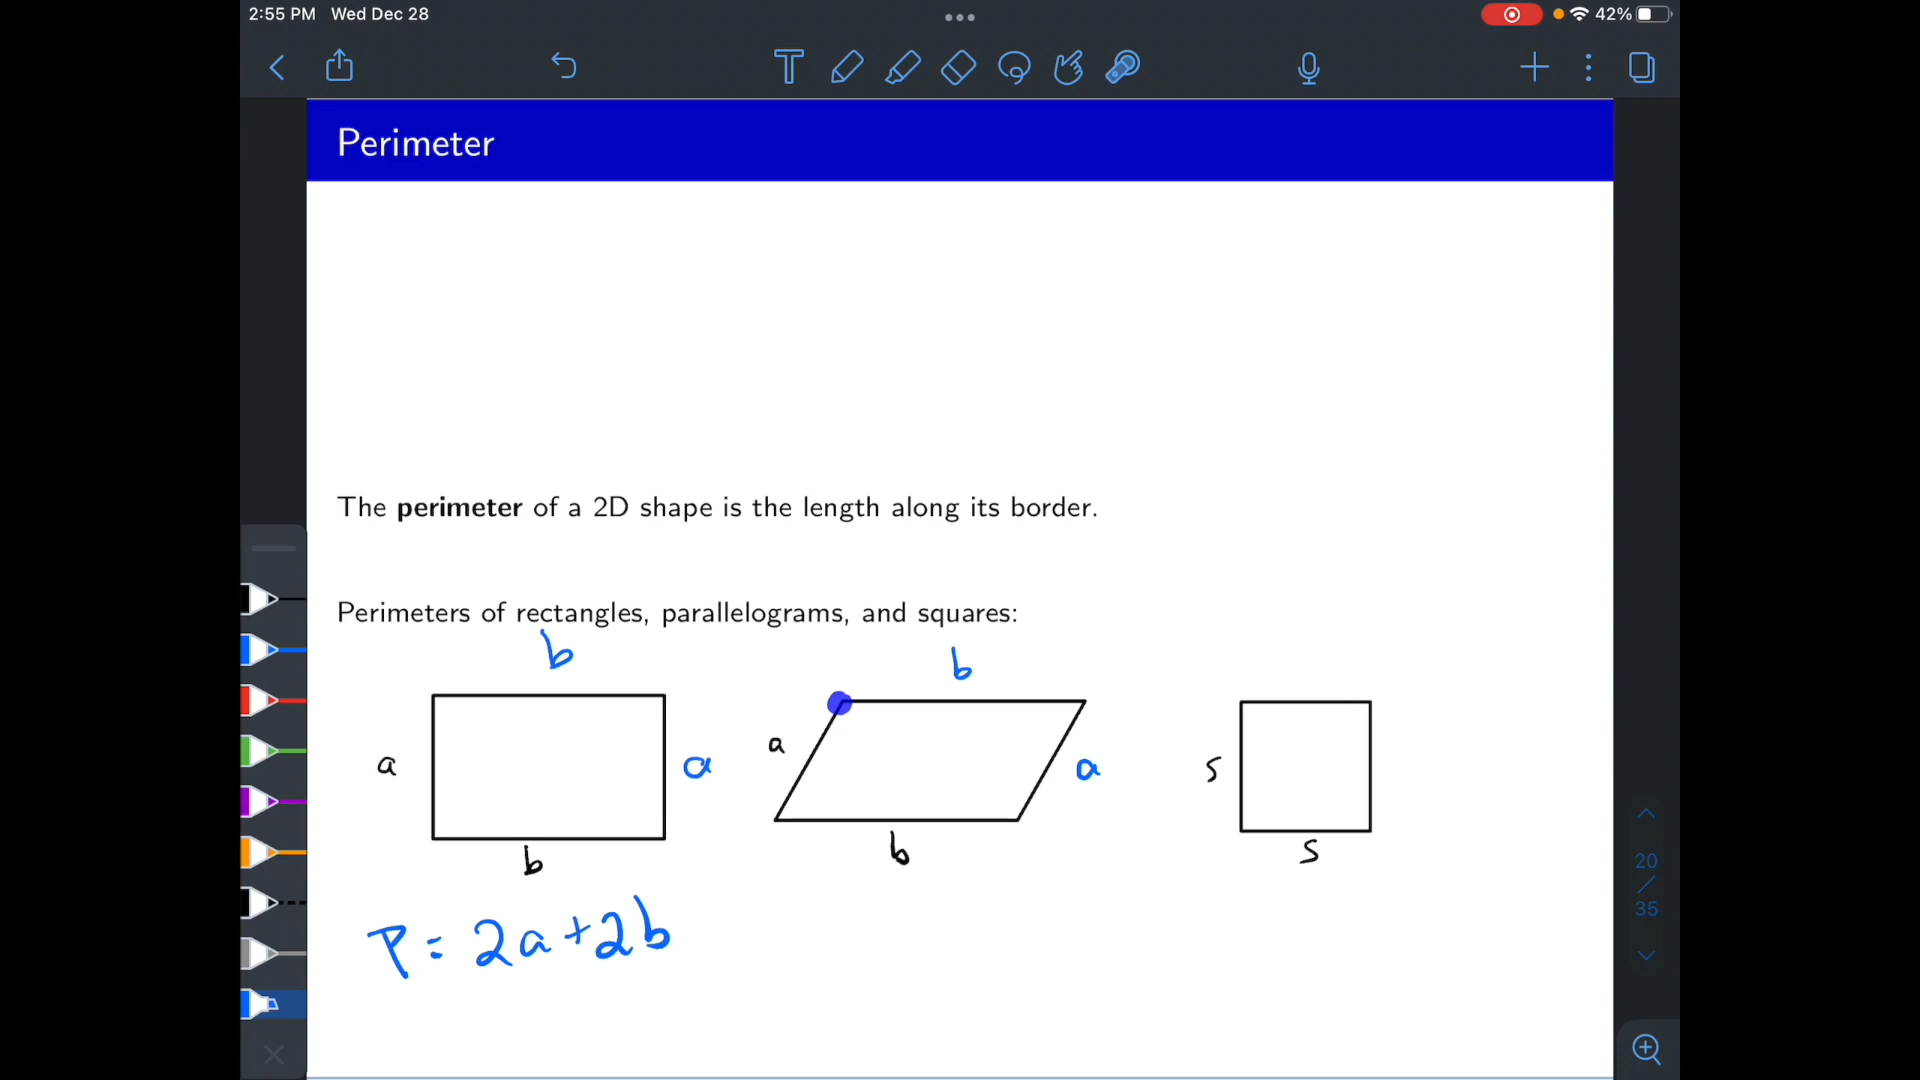 2:55 PM Wed Dec 28
42%
T
Perimeter
The perimeter of a 2D shape is the length along its border.
Perimeters of rectangles, parallelograms, and squares:
b
b
a
a
a
a
s
b
b
s
P = 2a + 2b
20
/
35